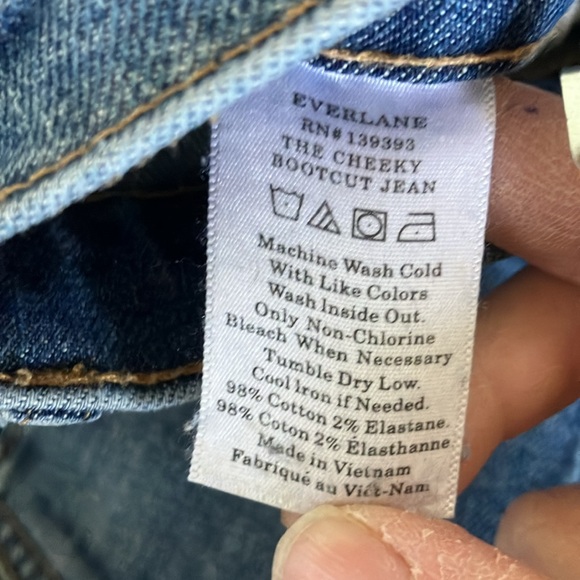 EVERLANE
RN# 139393
THE CHEEKY
BOOTCUT JEAN
Machine Wash Cold
With Like Colors
Wash Inside Out.
Only Non-Chlorine
Bleach When Necessary
Tumble Dry Low.
Cool Iron if Needed.
98% Cotton 2% Elastane.
98% Coton 2% Élasthanne
Made in Vietnam
Fabriqué au Viêt-Nam